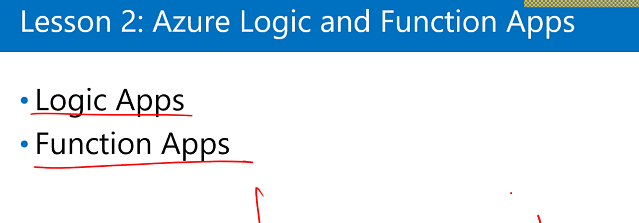 Lesson 2: Azure Logic and Function Apps
• Logic Apps
• Function Apps